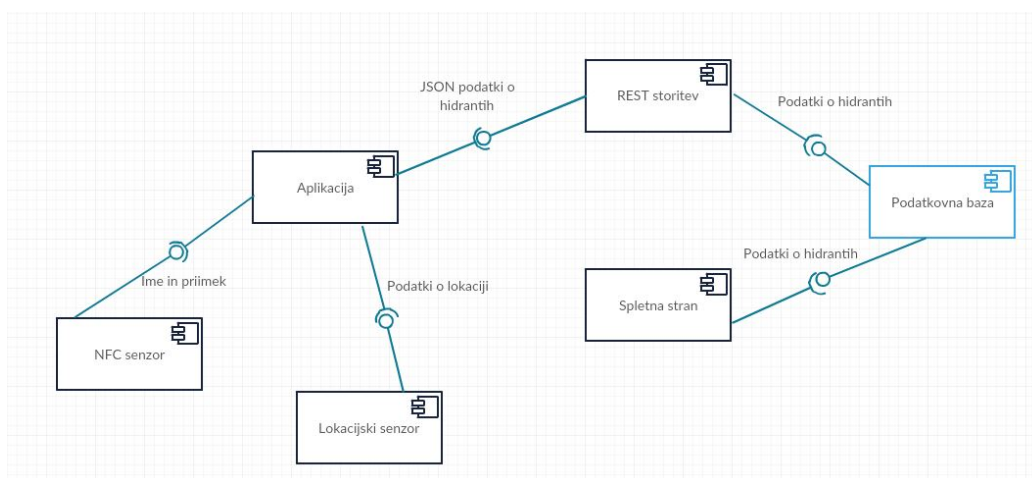 JSON podatki o
hidrantih
REST storitev
Podatki o hidrantih
Aplikacija
Podatkovna baza
Podatki o hidrantih
Ime in priimek
Podatki o lokaciji
Spletna stran
NFC senzor
Lokacijski senzor